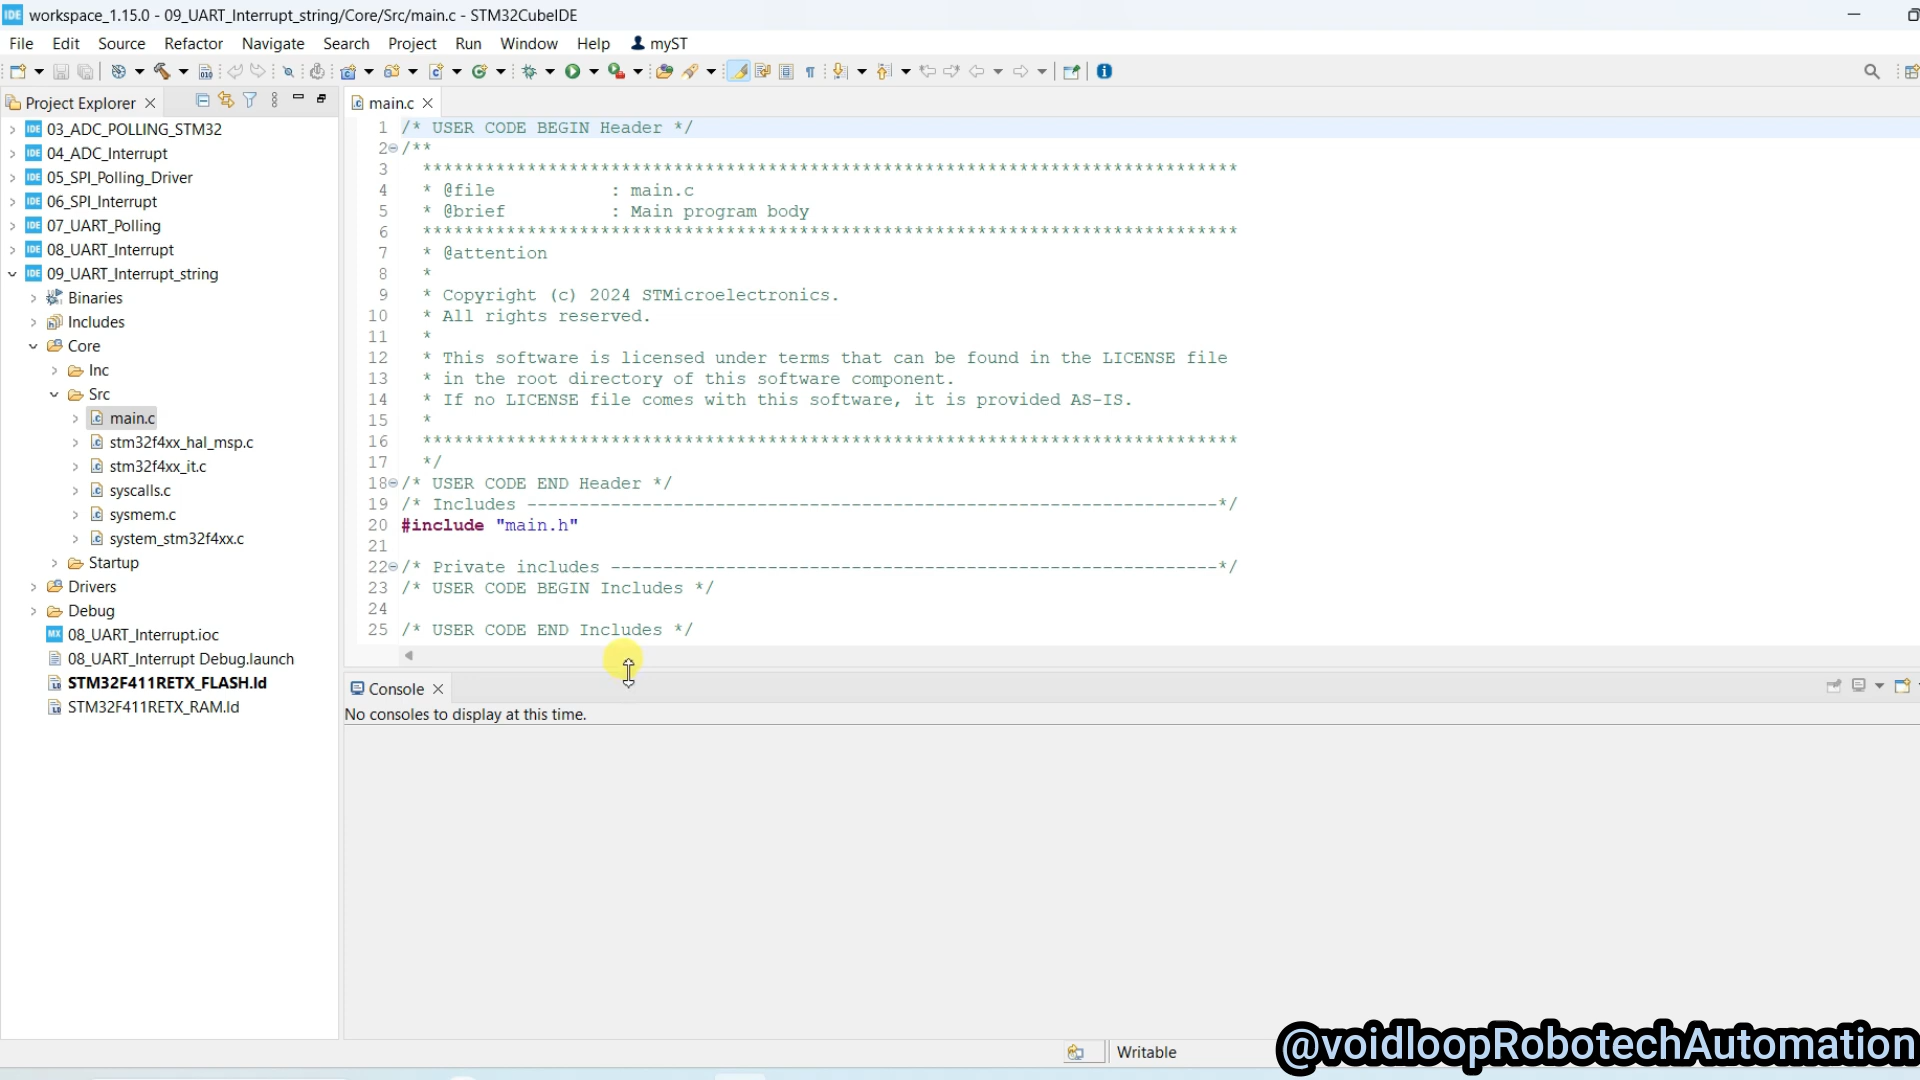 IDE workspace_1.15.0 - 09_UART_Interrupt_string/Core/Src/main.c - STM32CubeIDE
File Edit Source Refactor Navigate Search Project Run Window Help myST
Project Explorer
03_ADC_POLLING_STM32
04_ADC_Interrupt
05_SPI_Polling_Driver
06_SPI_Interrupt
07_UART_Polling
08_UART_Interrupt
09_UART_Interrupt_string
Binaries
Includes
Core
Inc
Src
main.c
stm32f4xx_hal_msp.c
stm32f4xx_it.c
syscalls.c
sysmem.c
system_stm32f4xx.c
Startup
Drivers
Debug
08_UART_Interrupt.ioc
08_UART_Interrupt Debug.launch
STM32F411RETX_FLASH.ld
STM32F411RETX_RAM.ld
main.c
1 /* USER CODE BEGIN Header */
2 /**
3 ******************************************************************************
4 * @file : main.c
5 * @brief : Main program body
6 ******************************************************************************
7 * @attention
8 *
9 * Copyright (c) 2024 STMicroelectronics.
10 * All rights reserved.
11 *
12 * This software is licensed under terms that can be found in the LICENSE file
13 * in the root directory of this software component.
14 * If no LICENSE file comes with this software, it is provided AS-IS.
15 *
16 ******************************************************************************
17 */
18 /* USER CODE END Header */
19 /* Includes ------------------------------------------------------------------*/
20 #include "main.h"
21
22 /* Private includes ----------------------------------------------------------*/
23 /* USER CODE BEGIN Includes */
24
25 /* USER CODE END Includes */
Console
No consoles to display at this time.
Writable
@voidloopRobotechAutomation